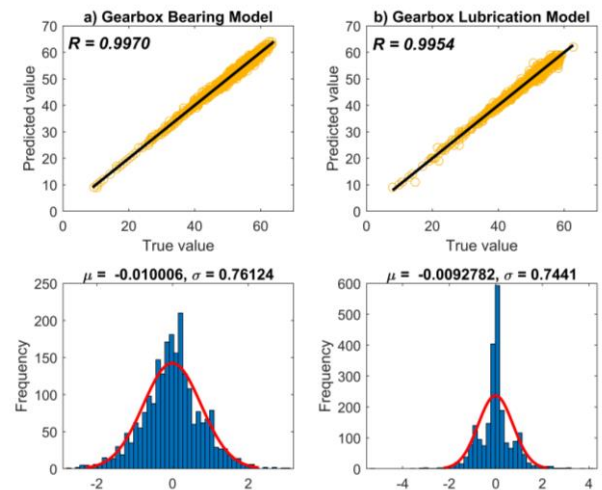 a) Gearbox Bearing Model
b) Gearbox Lubrication Model
R = 0.9970
R = 0.9954
70
60
50
40
30
20
10
0
Predicted value
0 20 40 60
True value
70
60
50
40
30
20
10
0
Predicted value
0 20 40 60
True value
μ = -0.010006, σ = 0.76124
250
200
150
100
50
0
Frequency
-2 0 2
μ = -0.0092782, σ = 0.7441
600
500
400
300
200
100
0
Frequency
-4 -2 0 2 4